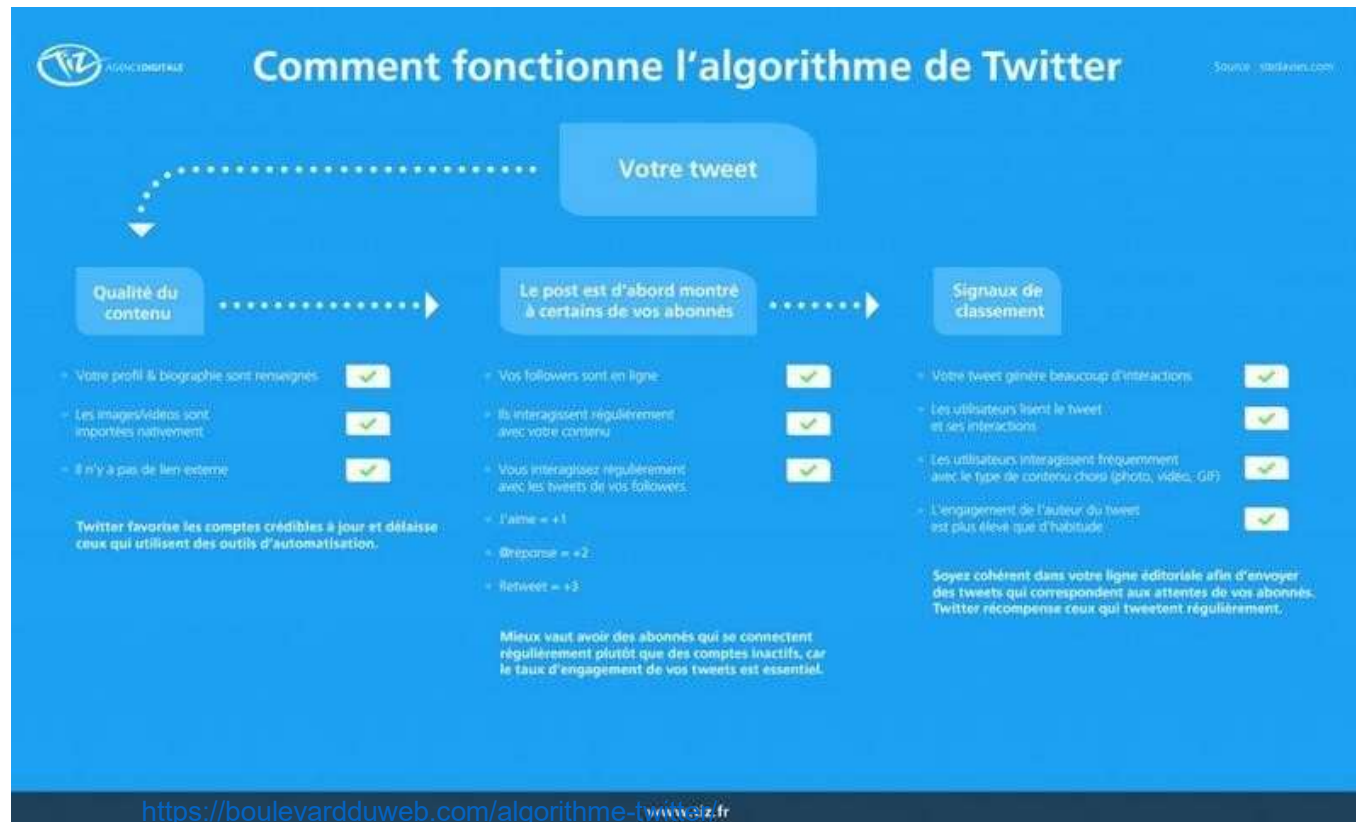 Tiz AGENCEDIGITALE
Comment fonctionne l'algorithme de Twitter
Source : stedavies.com
Votre tweet
Qualité du
contenu
Votre profil & biographie sont renseignés
Les images/vidéos sont
importées nativement
Il n'y a pas de lien externe
Twitter favorise les comptes crédibles à jour et délaisse
ceux qui utilisent des outils d'automatisation.
Le post est d'abord montré
à certains de vos abonnés
Vos followers sont en ligne
Ils interagissent régulièrement
avec votre contenu
Vous interagissez régulièrement
avec les tweets de vos followers
J'aime = +1
@réponse = +2
Retweet = +3
Mieux vaut avoir des abonnés qui se connectent
régulièrement plutôt que des comptes inactifs, car
le taux d'engagement de vos tweets est essentiel.
Signaux de
classement
Votre tweet génère beaucoup d'interactions
Les utilisateurs lisent le tweet
et ses interactions
Les utilisateurs interagissent fréquemment
avec le type de contenu choisi (photo, vidéo, GIF)
L'engagement de l'auteur du tweet
est plus élevé que d'habitude
Soyez cohérent dans votre ligne éditoriale afin d'envoyer
des tweets qui correspondent aux attentes de vos abonnés.
Twitter récompense ceux qui tweetent régulièrement.
https://boulevardduweb.com/algorithme-twitter/
www.tiz.fr